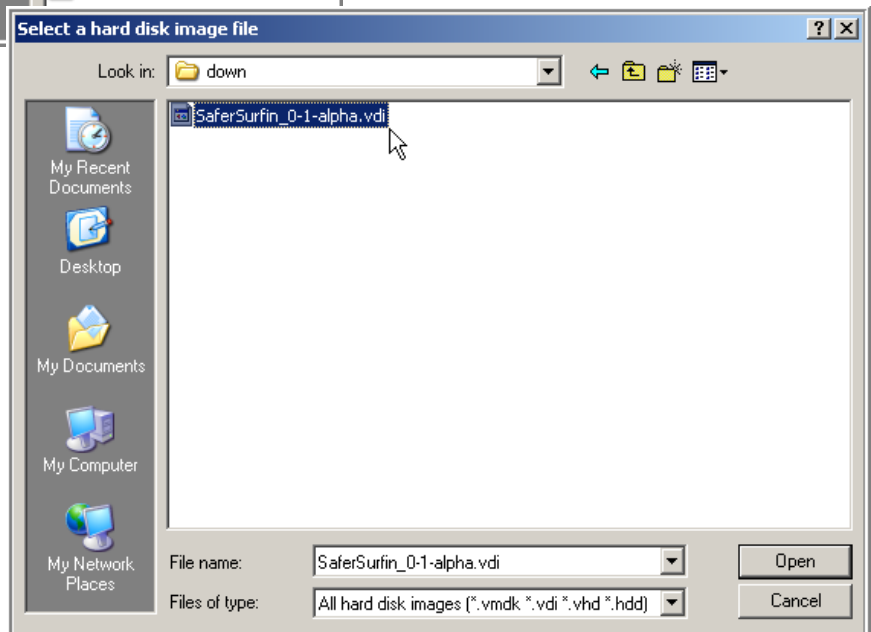 Select a hard disk image file
Look in: down
SaferSurfin_0-1-alpha.vdi
My Recent
Documents
Desktop
My Documents
My Computer
My Network
Places
File name: SaferSurfin_0-1-alpha.vdi Open
Files of type: All hard disk images (*.vmdk *.vdi *.vhd *.hdd) Cancel